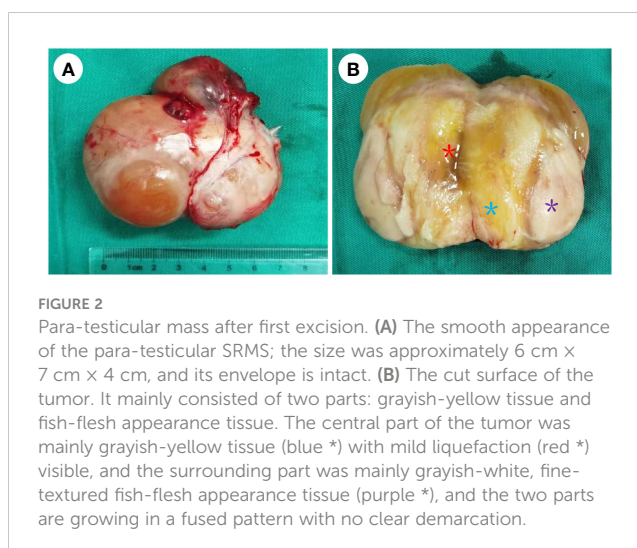 A
B
0 1cm 2 3 4 5 6 7 8
*
*
*
FIGURE 2
Para-testicular mass after first excision. (A) The smooth appearance
of the para-testicular SRMS; the size was approximately 6 cm ×
7 cm × 4 cm, and its envelope is intact. (B) The cut surface of the
tumor. It mainly consisted of two parts: grayish-yellow tissue and
fish-flesh appearance tissue. The central part of the tumor was
mainly grayish-yellow tissue (blue *) with mild liquefaction (red *)
visible, and the surrounding part was mainly grayish-white, fine-
textured fish-flesh appearance tissue (purple *), and the two parts
are growing in a fused pattern with no clear demarcation.